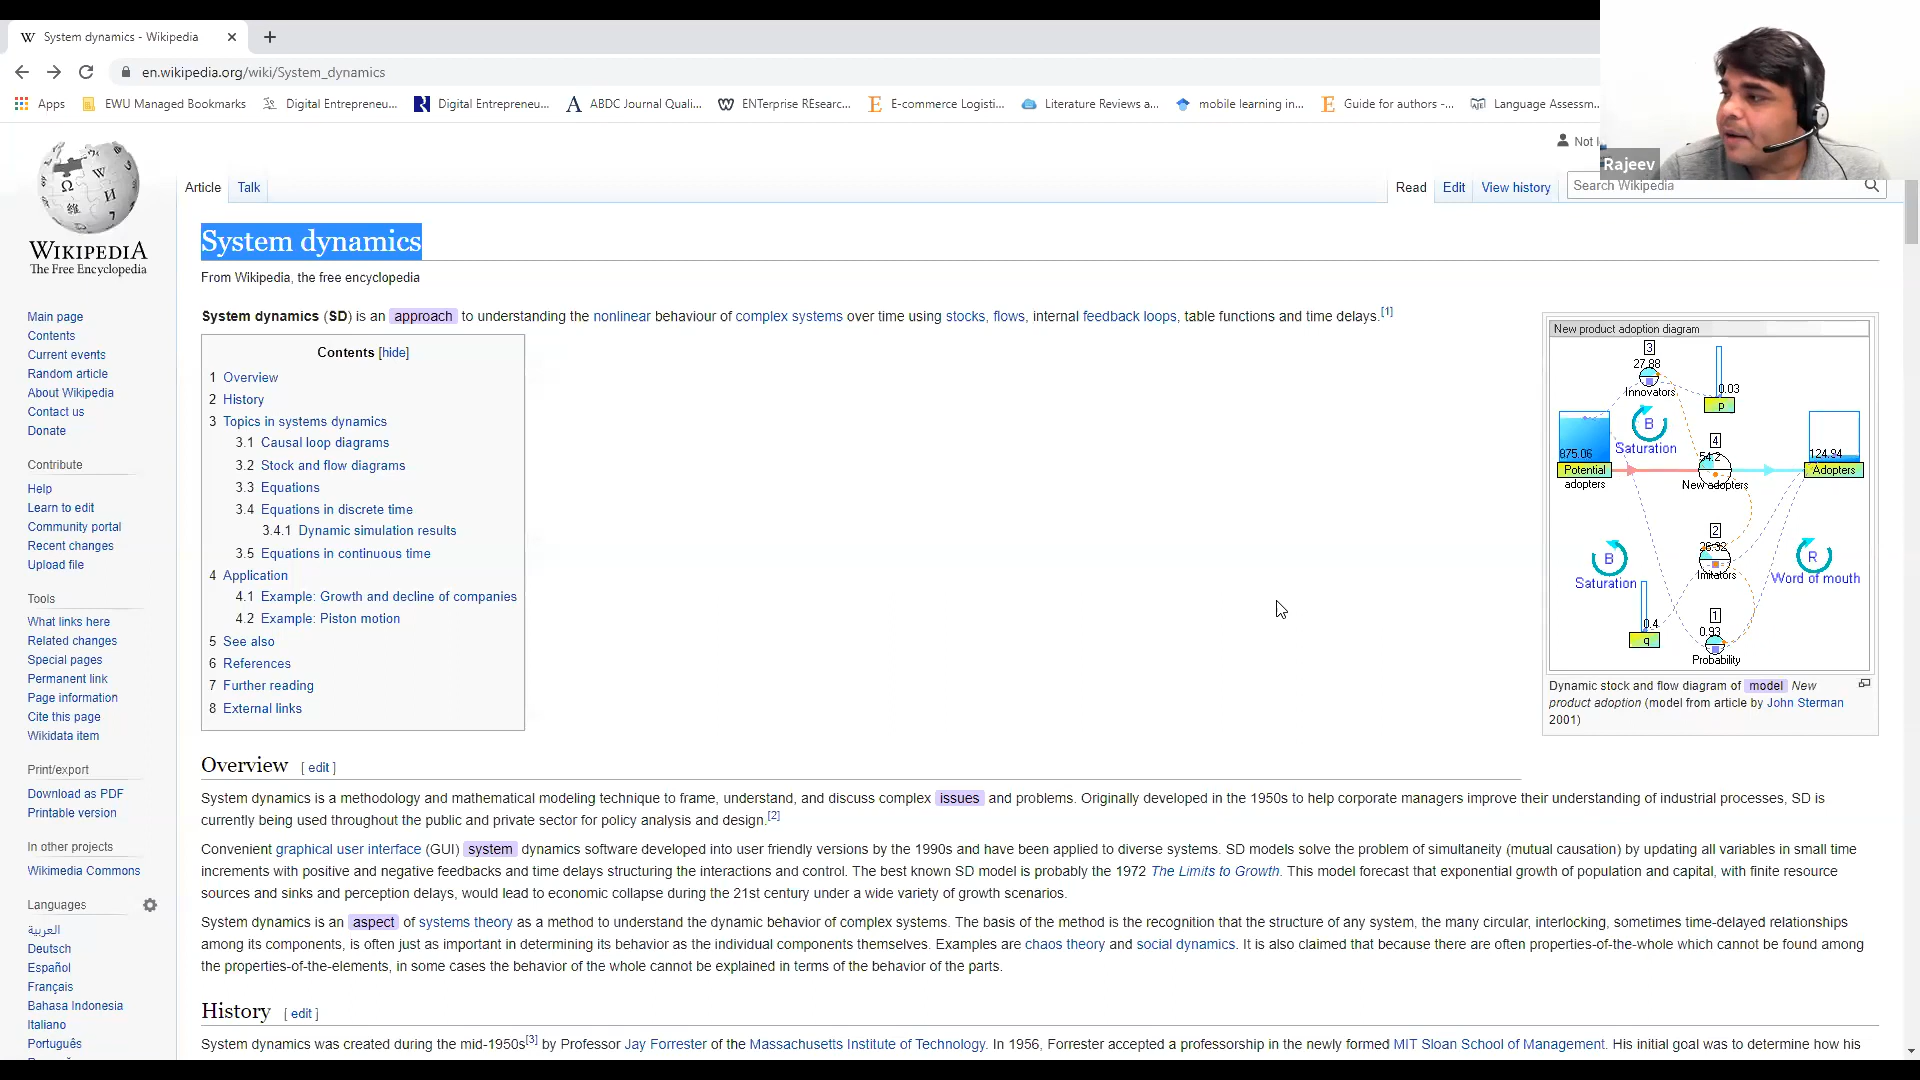 System dynamics - Wikipedia
en.wikipedia.org/wiki/System_dynamics
Apps EWU Managed Bookmarks Digital Entrepreneu... Digital Entrepreneu... ABDC Journal Quali... ENTerprise REsearc... E-commerce Logisti... Literature Reviews a... mobile learning in... Guide for authors -... Language Assessm...
Rajeev
WIKIPEDIA
The Free Encyclopedia
Main page
Contents
Current events
Random article
About Wikipedia
Contact us
Donate
Contribute
Help
Learn to edit
Community portal
Recent changes
Upload file
Tools
What links here
Related changes
Special pages
Permanent link
Page information
Cite this page
Wikidata item
Print/export
Download as PDF
Printable version
In other projects
Wikimedia Commons
Languages
العربية
Deutsch
Español
Français
Bahasa Indonesia
Italiano
Português
Not
Article Talk
Read Edit View history Search Wikipedia
System dynamics
From Wikipedia, the free encyclopedia
System dynamics (SD) is an approach to understanding the nonlinear behaviour of complex systems over time using stocks, flows, internal feedback loops, table functions and time delays.[1]
Contents [hide]
1 Overview
2 History
3 Topics in systems dynamics
3.1 Causal loop diagrams
3.2 Stock and flow diagrams
3.3 Equations
3.4 Equations in discrete time
3.4.1 Dynamic simulation results
3.5 Equations in continuous time
4 Application
4.1 Example: Growth and decline of companies
4.2 Example: Piston motion
5 See also
6 References
7 Further reading
8 External links
New product adoption diagram
3
27.88
Innovators
0.03
p
B
Saturation
4
875.06
54.2
124.94
Potential
adopters
New adopters
Adopters
2
26.32
Imitators
B
Saturation
R
Word of mouth
0.4
q
1
0.93
Probability
Dynamic stock and flow diagram of model New
product adoption (model from article by John Sterman
2001)
Overview [ edit ]
System dynamics is a methodology and mathematical modeling technique to frame, understand, and discuss complex issues and problems. Originally developed in the 1950s to help corporate managers improve their understanding of industrial processes, SD is
currently being used throughout the public and private sector for policy analysis and design.[2]
Convenient graphical user interface (GUI) system dynamics software developed into user friendly versions by the 1990s and have been applied to diverse systems. SD models solve the problem of simultaneity (mutual causation) by updating all variables in small time
increments with positive and negative feedbacks and time delays structuring the interactions and control. The best known SD model is probably the 1972 The Limits to Growth. This model forecast that exponential growth of population and capital, with finite resource
sources and sinks and perception delays, would lead to economic collapse during the 21st century under a wide variety of growth scenarios.
System dynamics is an aspect of systems theory as a method to understand the dynamic behavior of complex systems. The basis of the method is the recognition that the structure of any system, the many circular, interlocking, sometimes time-delayed relationships
among its components, is often just as important in determining its behavior as the individual components themselves. Examples are chaos theory and social dynamics. It is also claimed that because there are often properties-of-the-whole which cannot be found among
the properties-of-the-elements, in some cases the behavior of the whole cannot be explained in terms of the behavior of the parts.
History [ edit ]
System dynamics was created during the mid-1950s[3] by Professor Jay Forrester of the Massachusetts Institute of Technology. In 1956, Forrester accepted a professorship in the newly formed MIT Sloan School of Management. His initial goal was to determine how his